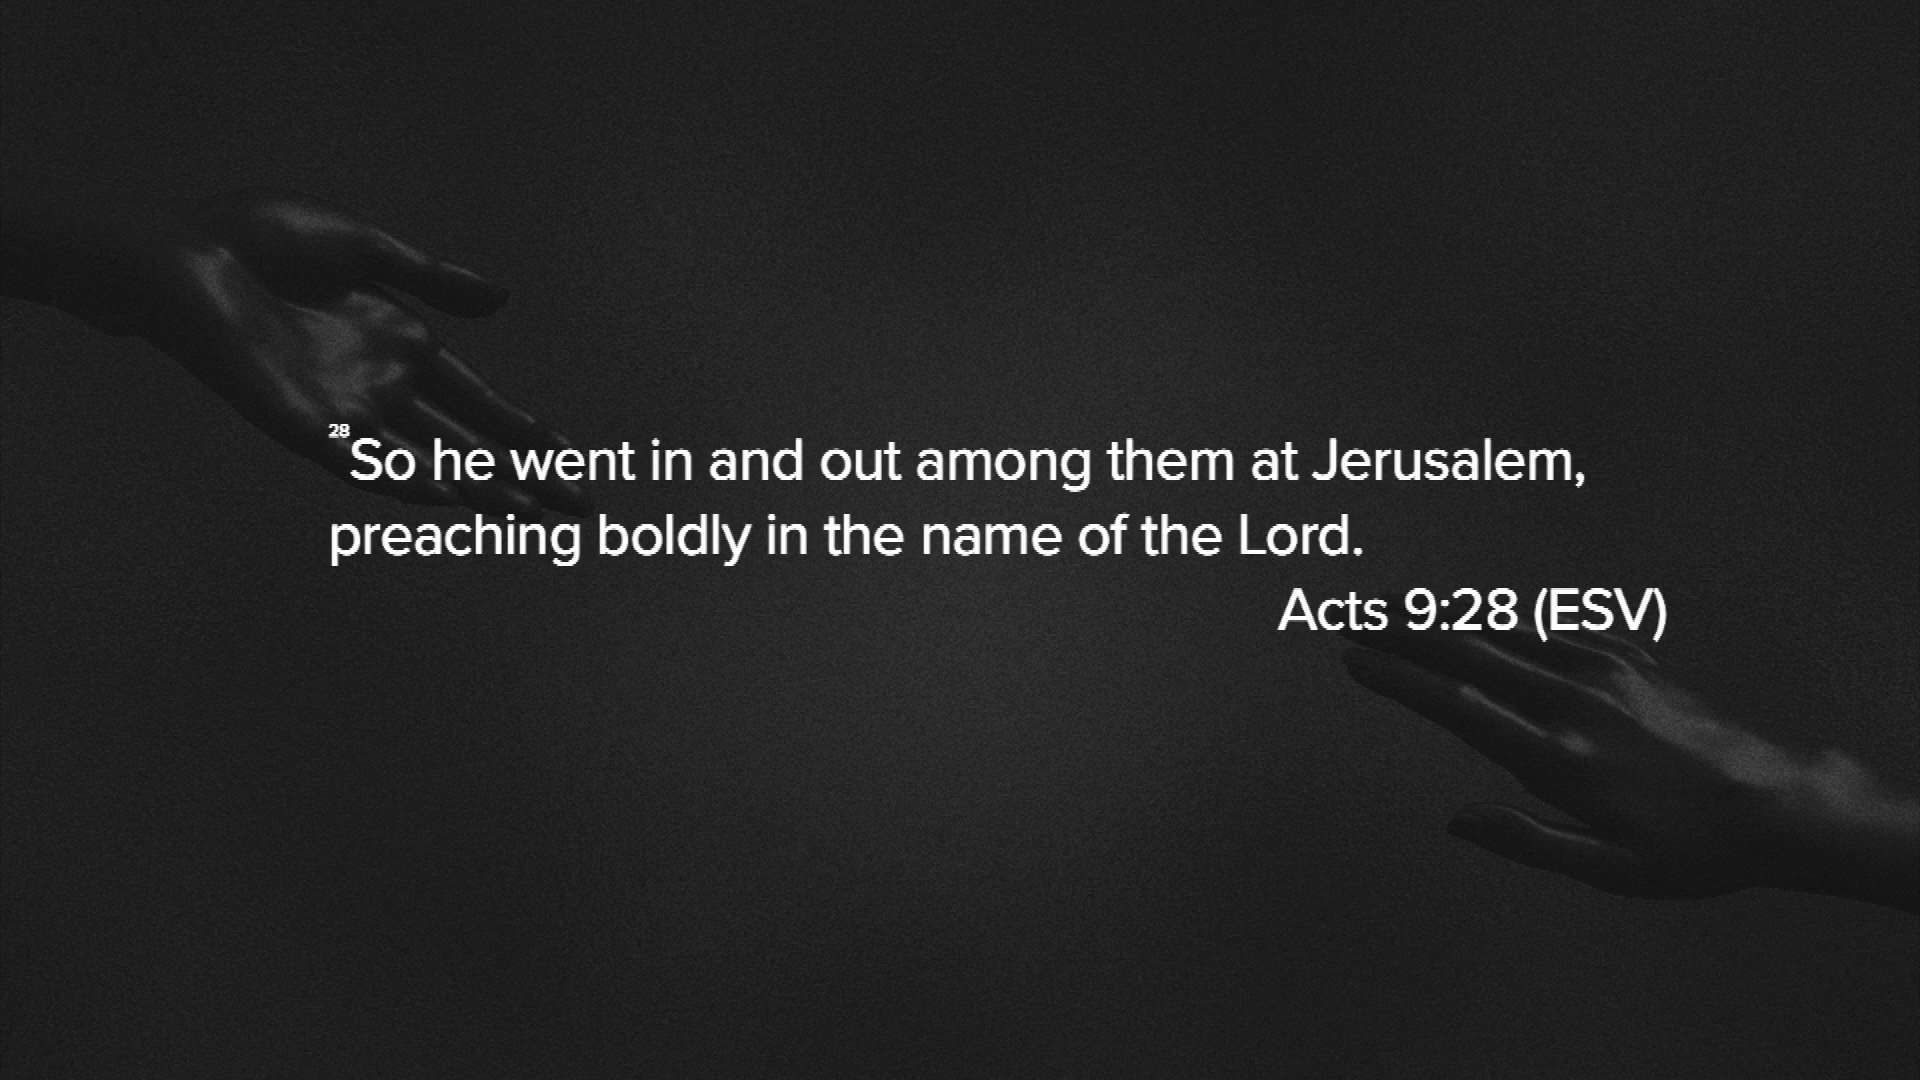 28So he went in and out among them at Jerusalem,
preaching boldly in the name of the Lord.
Acts 9:28 (ESV)